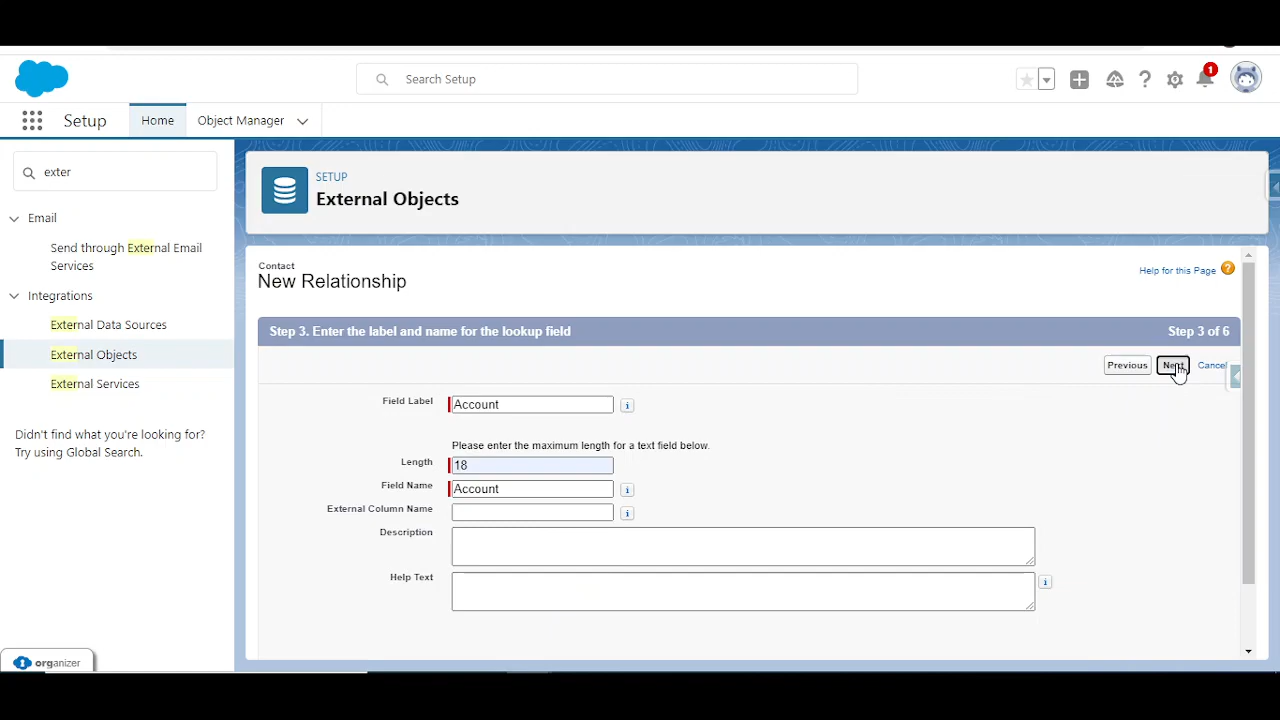 Search Setup
1
Setup
Home
Object Manager
exter
SETUP
External Objects
Email
Send through External Email
Services
Integrations
External Data Sources
External Objects
External Services
Didn't find what you're looking for?
Try using Global Search.
Contact
New Relationship
Help for this Page
Step 3. Enter the label and name for the lookup field
Step 3 of 6
Previous
Next
Cancel
Field Label
Account
Please enter the maximum length for a text field below.
Length
18
Field Name
Account
External Column Name
Description
Help Text
organizer